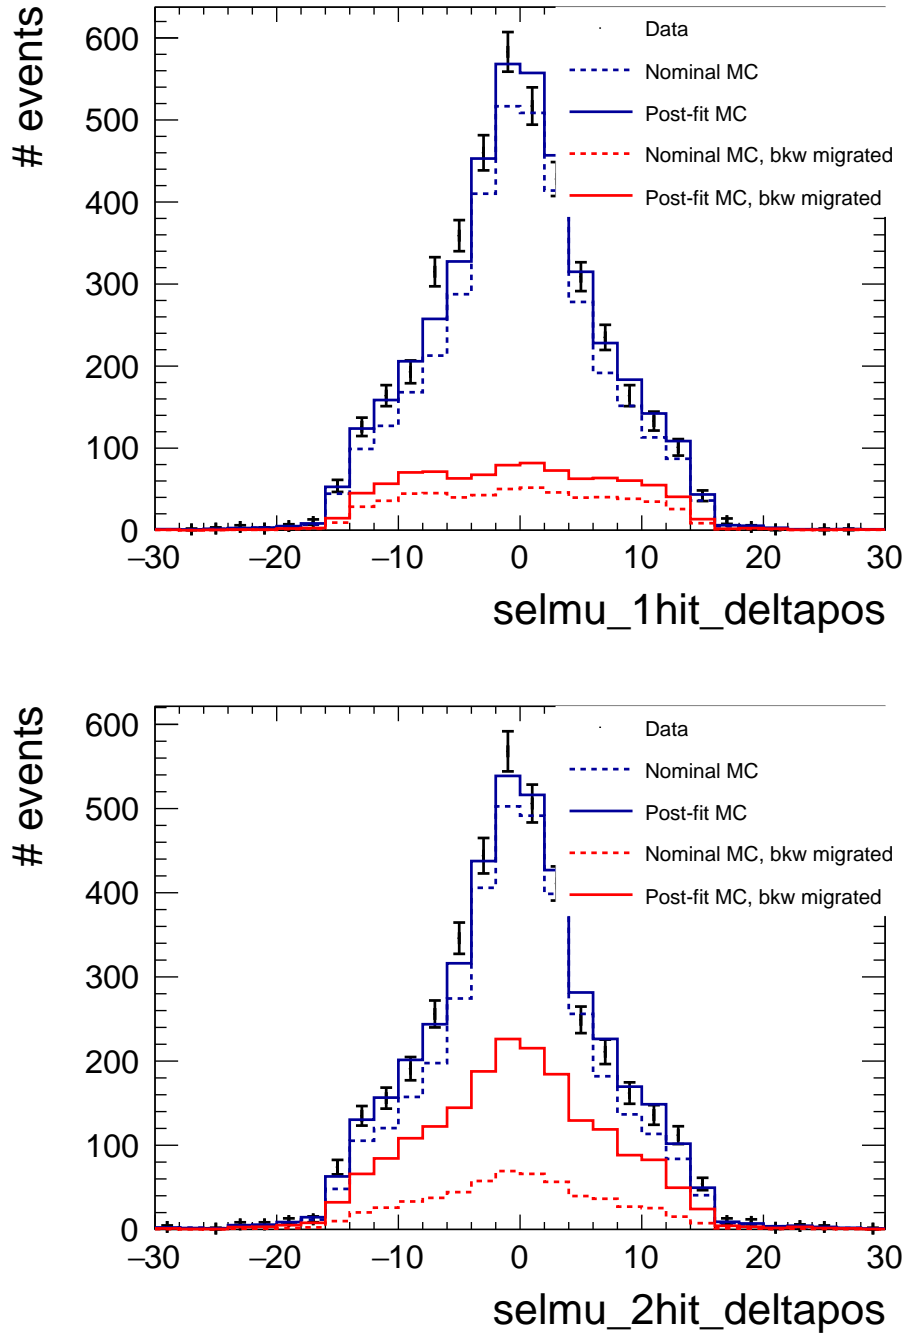 # events
600
500
400
300
200
100
0
Data
Nominal MC
Post-fit MC
Nominal MC, bkw migrated
Post-fit MC, bkw migrated
−30 −20 −10 0 10 20 30
selmu_1hit_deltapos
# events
600
500
400
300
200
100
0
Data
Nominal MC
Post-fit MC
Nominal MC, bkw migrated
Post-fit MC, bkw migrated
−30 −20 −10 0 10 20 30
selmu_2hit_deltapos